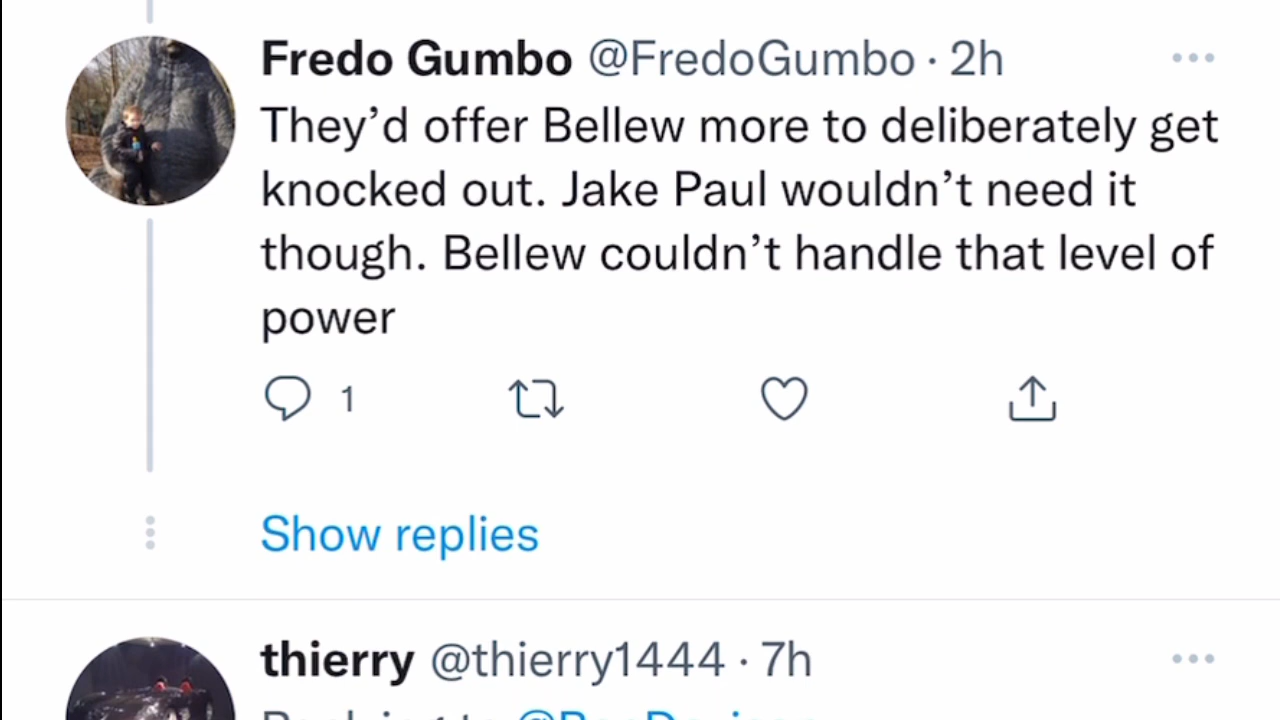 Fredo Gumbo @FredoGumbo · 2h
They’d offer Bellew more to deliberately get
knocked out. Jake Paul wouldn’t need it
though. Bellew couldn’t handle that level of
power
1
Show replies
thierry @thierry1444 · 7h